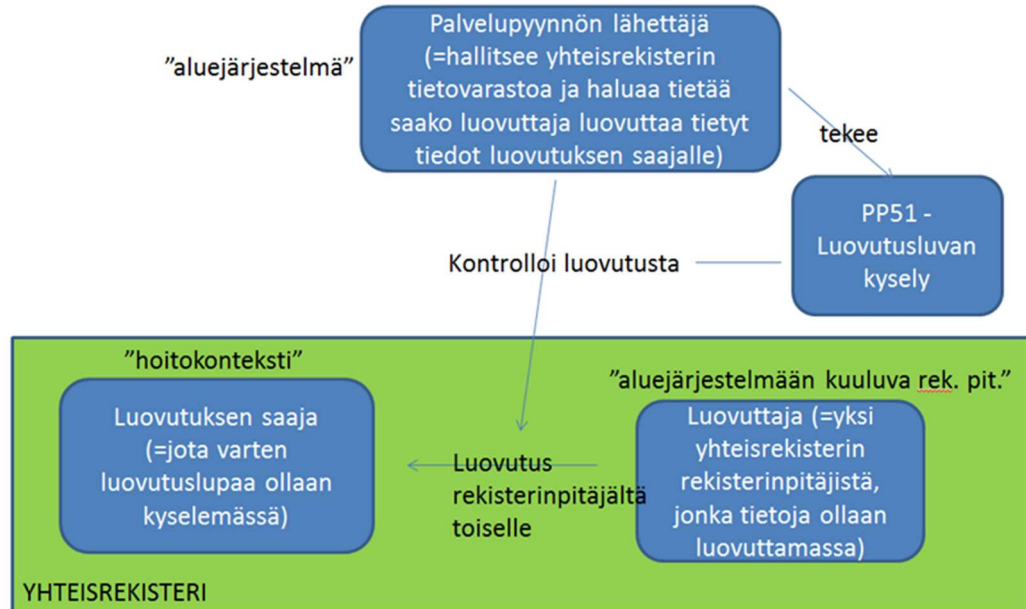 Palvelupyynnön lähettäjä
(=hallitsee yhteisrekisterin
tietovarastoa ja haluaa tietää
saako luovuttaja luovuttaa tietyt
tiedot luovutuksen saajalle)
”aluejärjestelmä”
tekee
PP51 -
Luovutusluvan
kysely
Kontrolloi luovutusta
”hoitokonteksti”
Luovutuksen saaja
(=jota varten
luovutuslupaa ollaan
kyselemässä)
Luovutus
rekisterinpitäjältä
toiselle
”aluejärjestelmään kuuluva rek. pit.”
Luovuttaja (=yksi
yhteisrekisterin
rekisterinpitäjistä,
jonka tietoja ollaan
luovuttamassa)
YHTEISREKISTERI